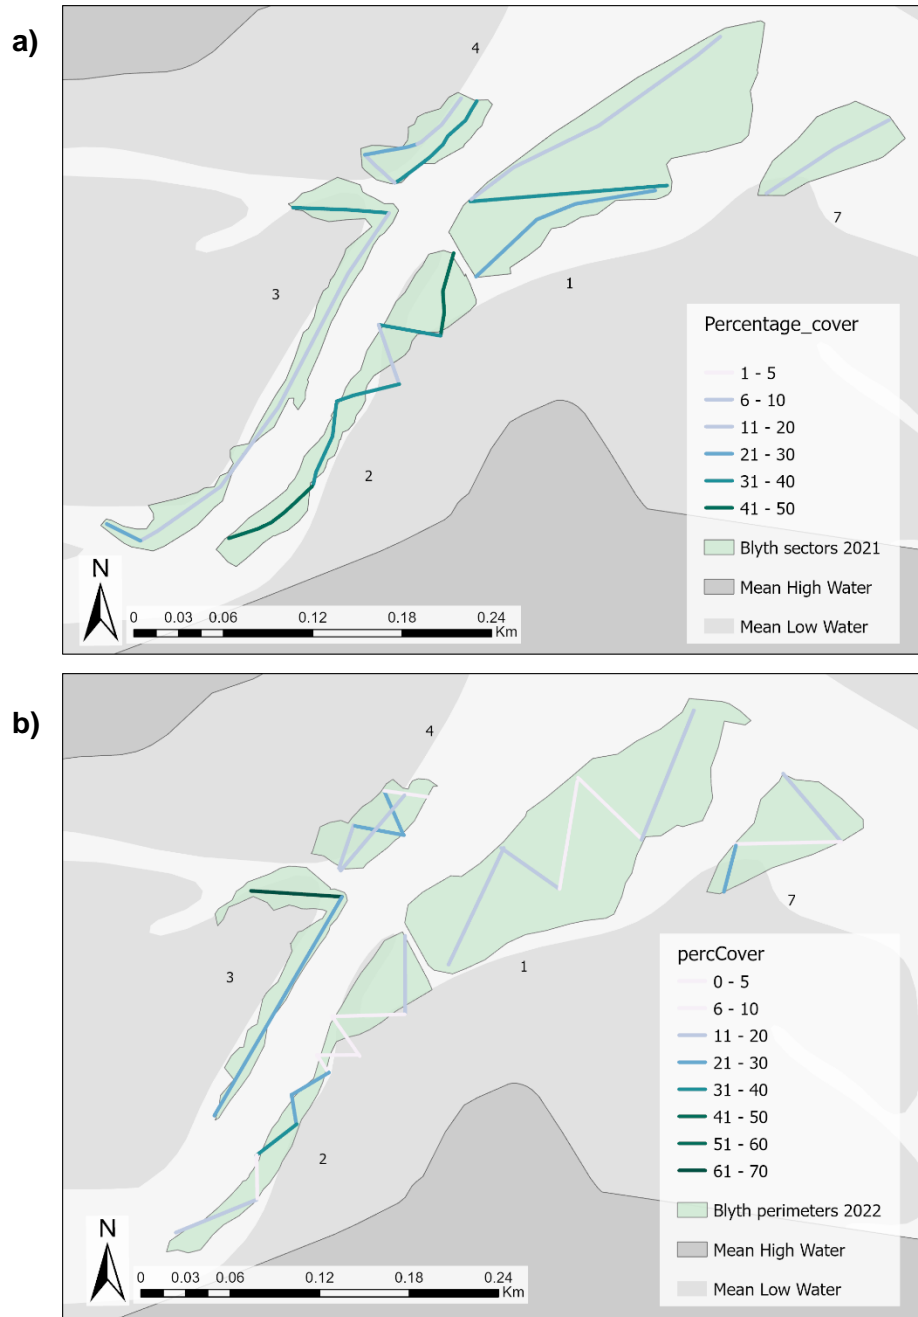 a)
4
7
3
1
2
Percentage_cover
1 - 5
6 - 10
11 - 20
21 - 30
31 - 40
41 - 50
Blyth sectors 2021
Mean High Water
Mean Low Water
N
0 0.03 0.06 0.12 0.18 0.24
Km
b)
4
7
1
3
2
percCover
0 - 5
6 - 10
11 - 20
21 - 30
31 - 40
41 - 50
51 - 60
61 - 70
Blyth perimeters 2022
Mean High Water
Mean Low Water
N
0 0.03 0.06 0.12 0.18 0.24
Km